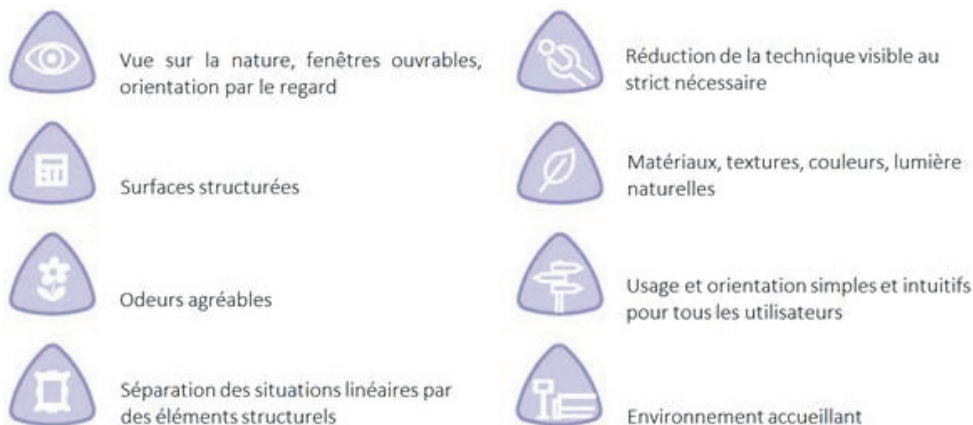 Vue sur la nature, fenêtres ouvrables,
orientation par le regard
Surfaces structurées
Odeurs agréables
Séparation des situations linéaires par
des éléments structurels
Réduction de la technique visible au
strict nécessaire
Matériaux, textures, couleurs, lumière
naturelles
Usage et orientation simples et intuitifs
pour tous les utilisateurs
Environnement accueillant